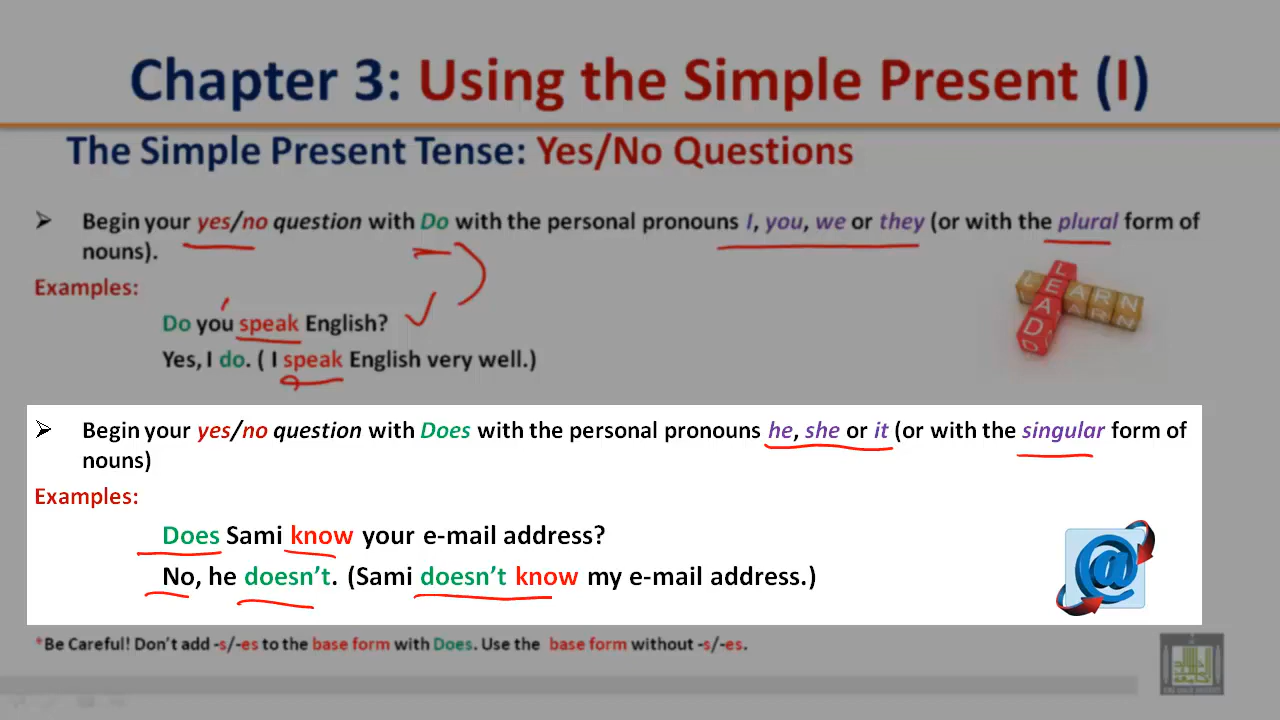 Chapter 3: Using the Simple Present (I)
The Simple Present Tense: Yes/No Questions
Begin your yes/no question with Do with the personal pronouns I, you, we or they (or with the plural form of
nouns).
Examples:
Do you speak English?
Yes, I do. ( I speak English very well.)
LEARN
LEAD
Begin your yes/no question with Does with the personal pronouns he, she or it (or with the singular form of
nouns)
Examples:
Does Sami know your e-mail address?
No, he doesn't. (Sami doesn't know my e-mail address.)
@
*Be Careful! Don't add -s/-es to the base form with Does. Use the base form without -s/-es.